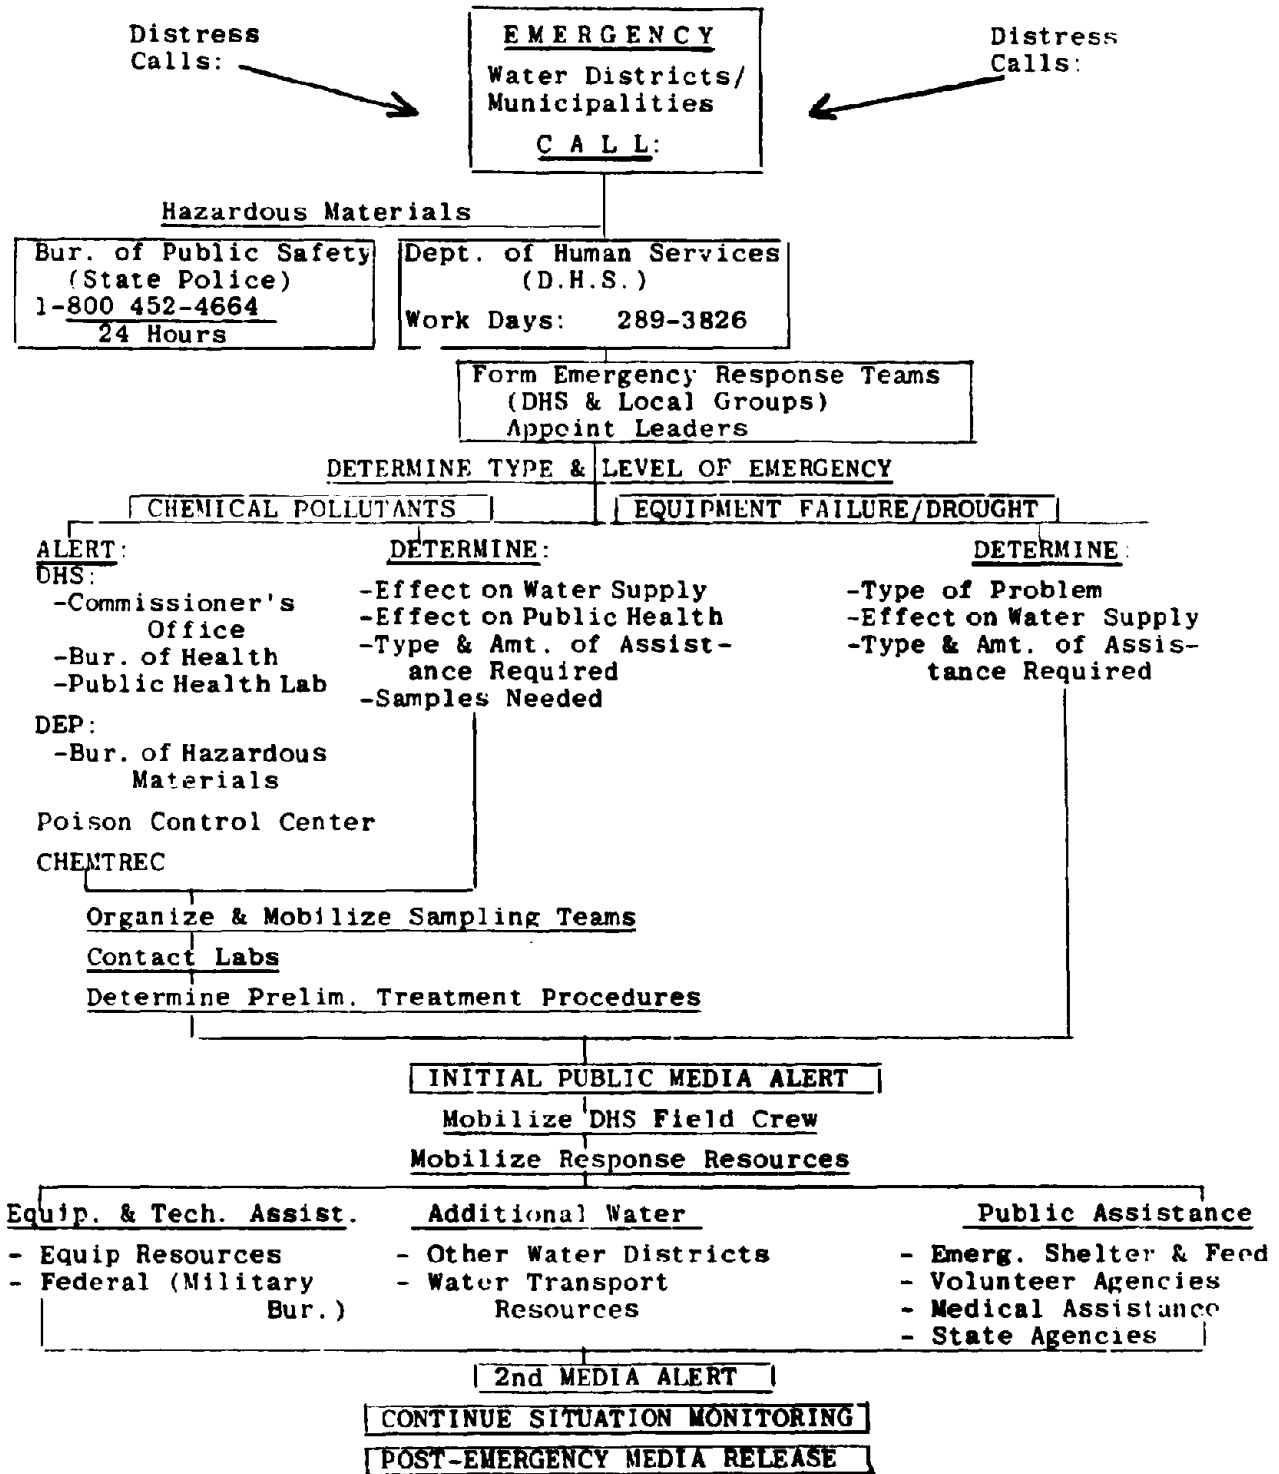 Distress
Calls:
E M E R G E N C Y
Water Districts/
Municipalities
C A L L:
Distress
Calls:
Hazardous Materials
Bur. of Public Safety
(State Police)
1-800 452-4664
24 Hours
Dept. of Human Services
(D.H.S.)
Work Days: 289-3826
Form Emergency Response Teams
(DHS & Local Groups)
Appoint Leaders
DETERMINE TYPE & LEVEL OF EMERGENCY
CHEMICAL POLLUTANTS
EQUIPMENT FAILURE/DROUGHT
ALERT:
DHS:
-Commissioner's
Office
-Bur. of Health
-Public Health Lab
DEP:
-Bur. of Hazardous
Materials
Poison Control Center
CHEMTREC
DETERMINE:
-Effect on Water Supply
-Effect on Public Health
-Type & Amt. of Assist-
ance Required
-Samples Needed
DETERMINE:
-Type of Problem
-Effect on Water Supply
-Type & Amt. of Assis-
tance Required
Organize & Mobilize Sampling Teams
Contact Labs
Determine Prelim. Treatment Procedures
INITIAL PUBLIC MEDIA ALERT
Mobilize DHS Field Crew
Mobilize Response Resources
Equip. & Tech. Assist.
- Equip Resources
- Federal (Military
Bur.)
Additional Water
- Other Water Districts
- Water Transport
Resources
Public Assistance
- Emerg. Shelter & Feed
- Volunteer Agencies
- Medical Assistance
- State Agencies
2nd MEDIA ALERT
CONTINUE SITUATION MONITORING
POST-EMERGENCY MEDIA RELEASE